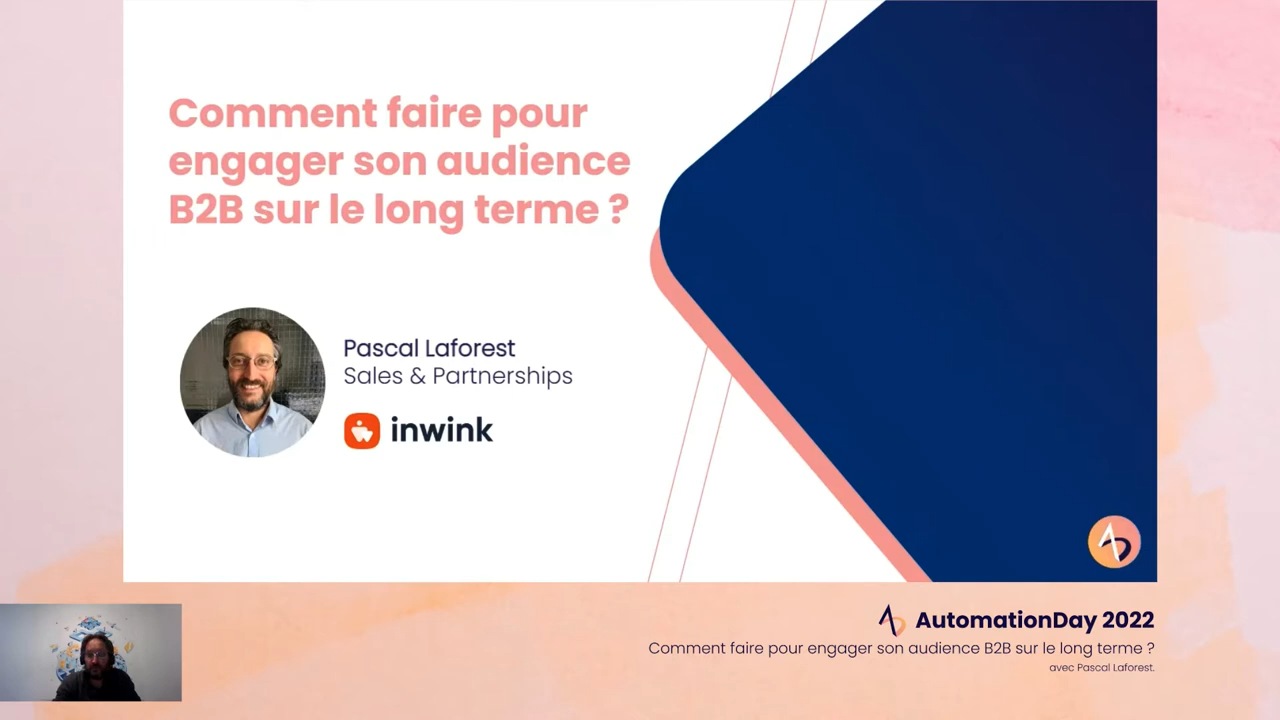 Comment faire pour
engager son audience
B2B sur le long terme ?
Pascal Laforest
Sales & Partnerships
inwink
AutomationDay 2022
Comment faire pour engager son audience B2B sur le long terme ?
avec Pascal Laforest.